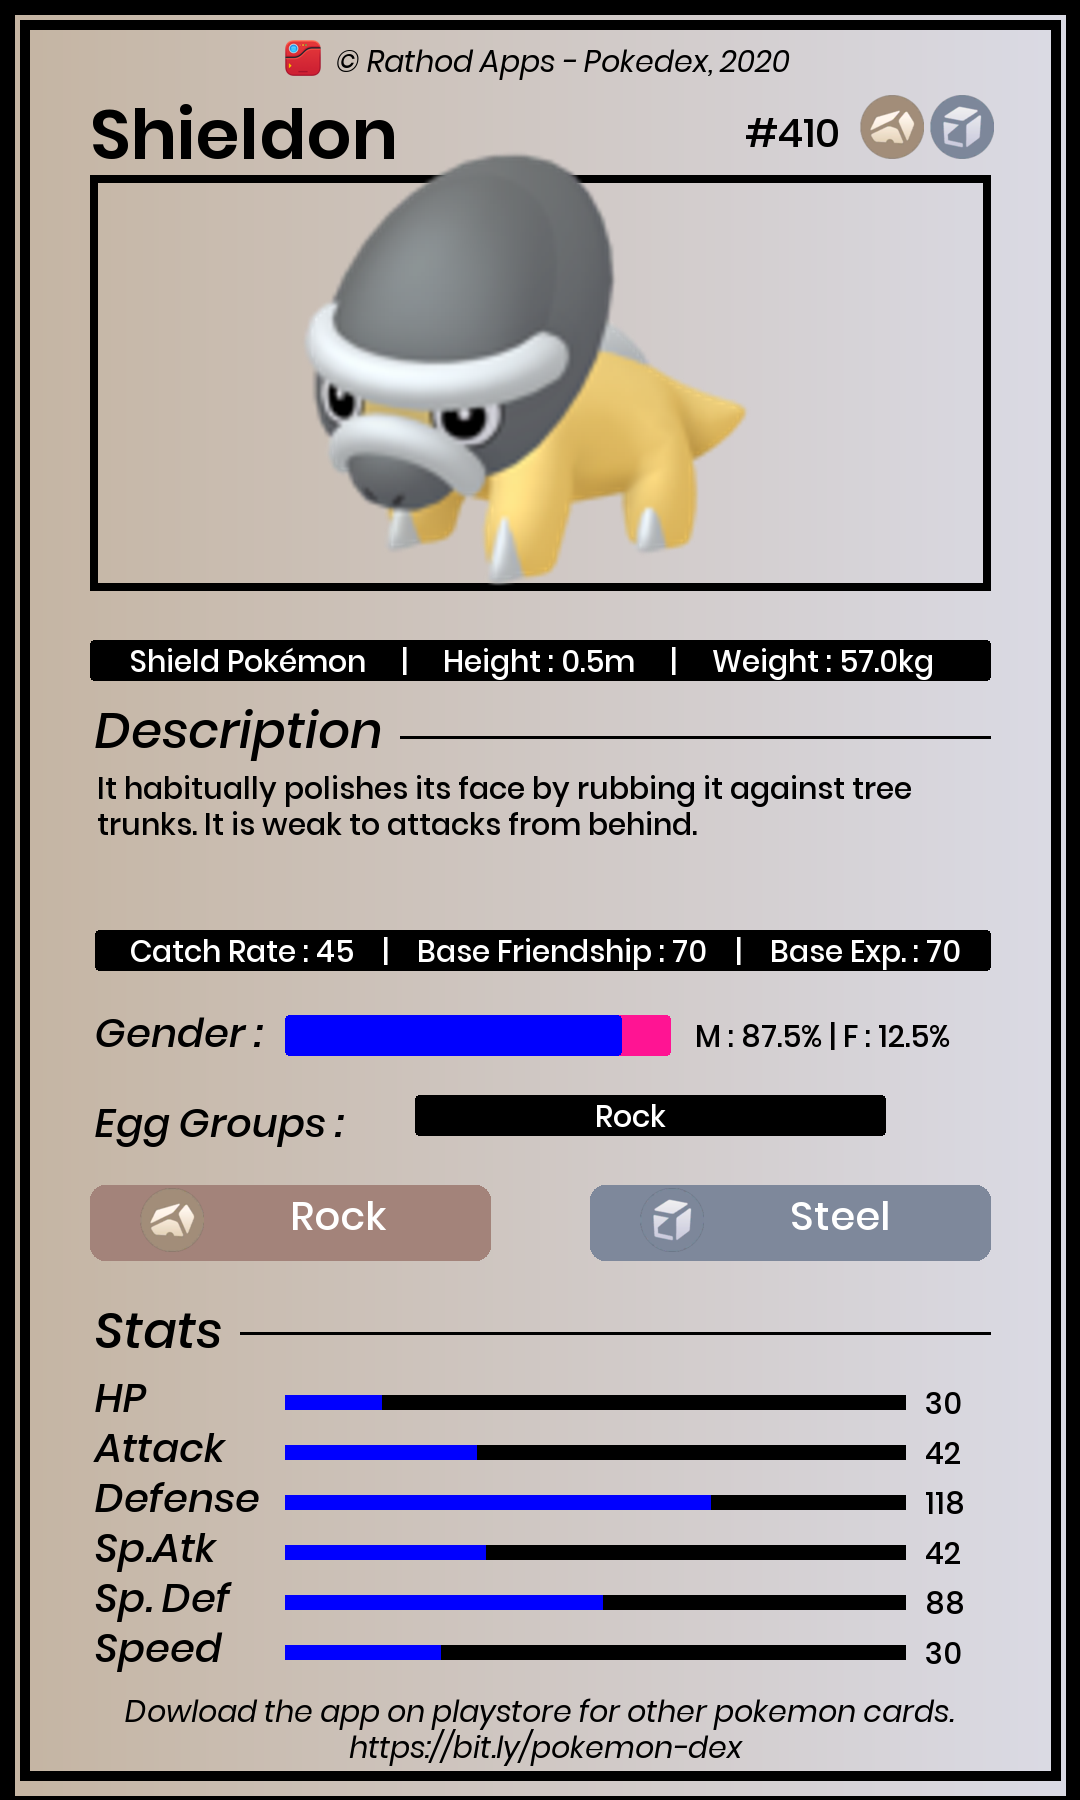 © Rathod Apps - Pokedex, 2020
Shieldon #410
Shield Pokémon | Height : 0.5m | Weight : 57.0kg
Description
It habitually polishes its face by rubbing it against tree
trunks. It is weak to attacks from behind.
Catch Rate : 45 | Base Friendship : 70 | Base Exp. : 70
Gender : M : 87.5% | F : 12.5%
Egg Groups : Rock
Rock Steel
Stats
HP 30
Attack 42
Defense 118
Sp.Atk 42
Sp. Def 88
Speed 30
Dowload the app on playstore for other pokemon cards.
https://bit.ly/pokemon-dex